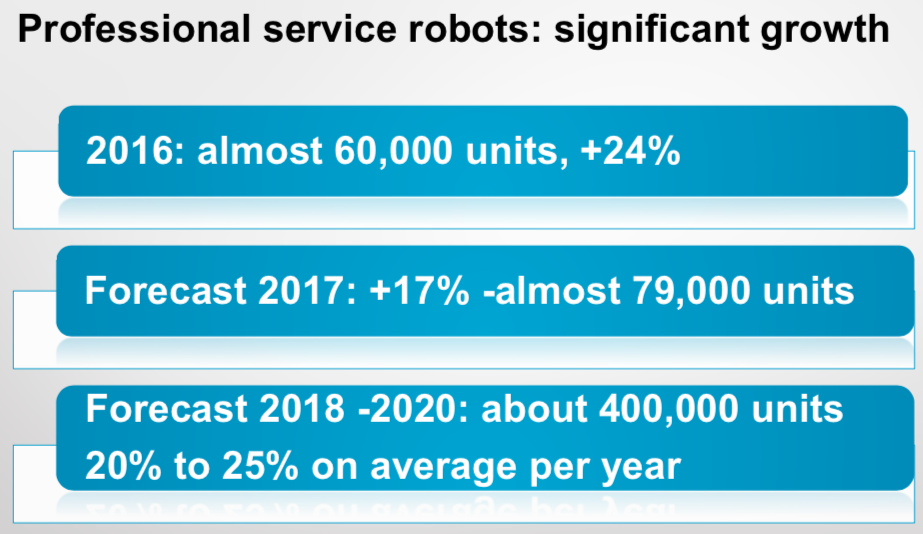 Professional service robots: significant growth
2016: almost 60,000 units, +24%
Forecast 2017: +17% -almost 79,000 units
Forecast 2018 -2020: about 400,000 units
20% to 25% on average per year